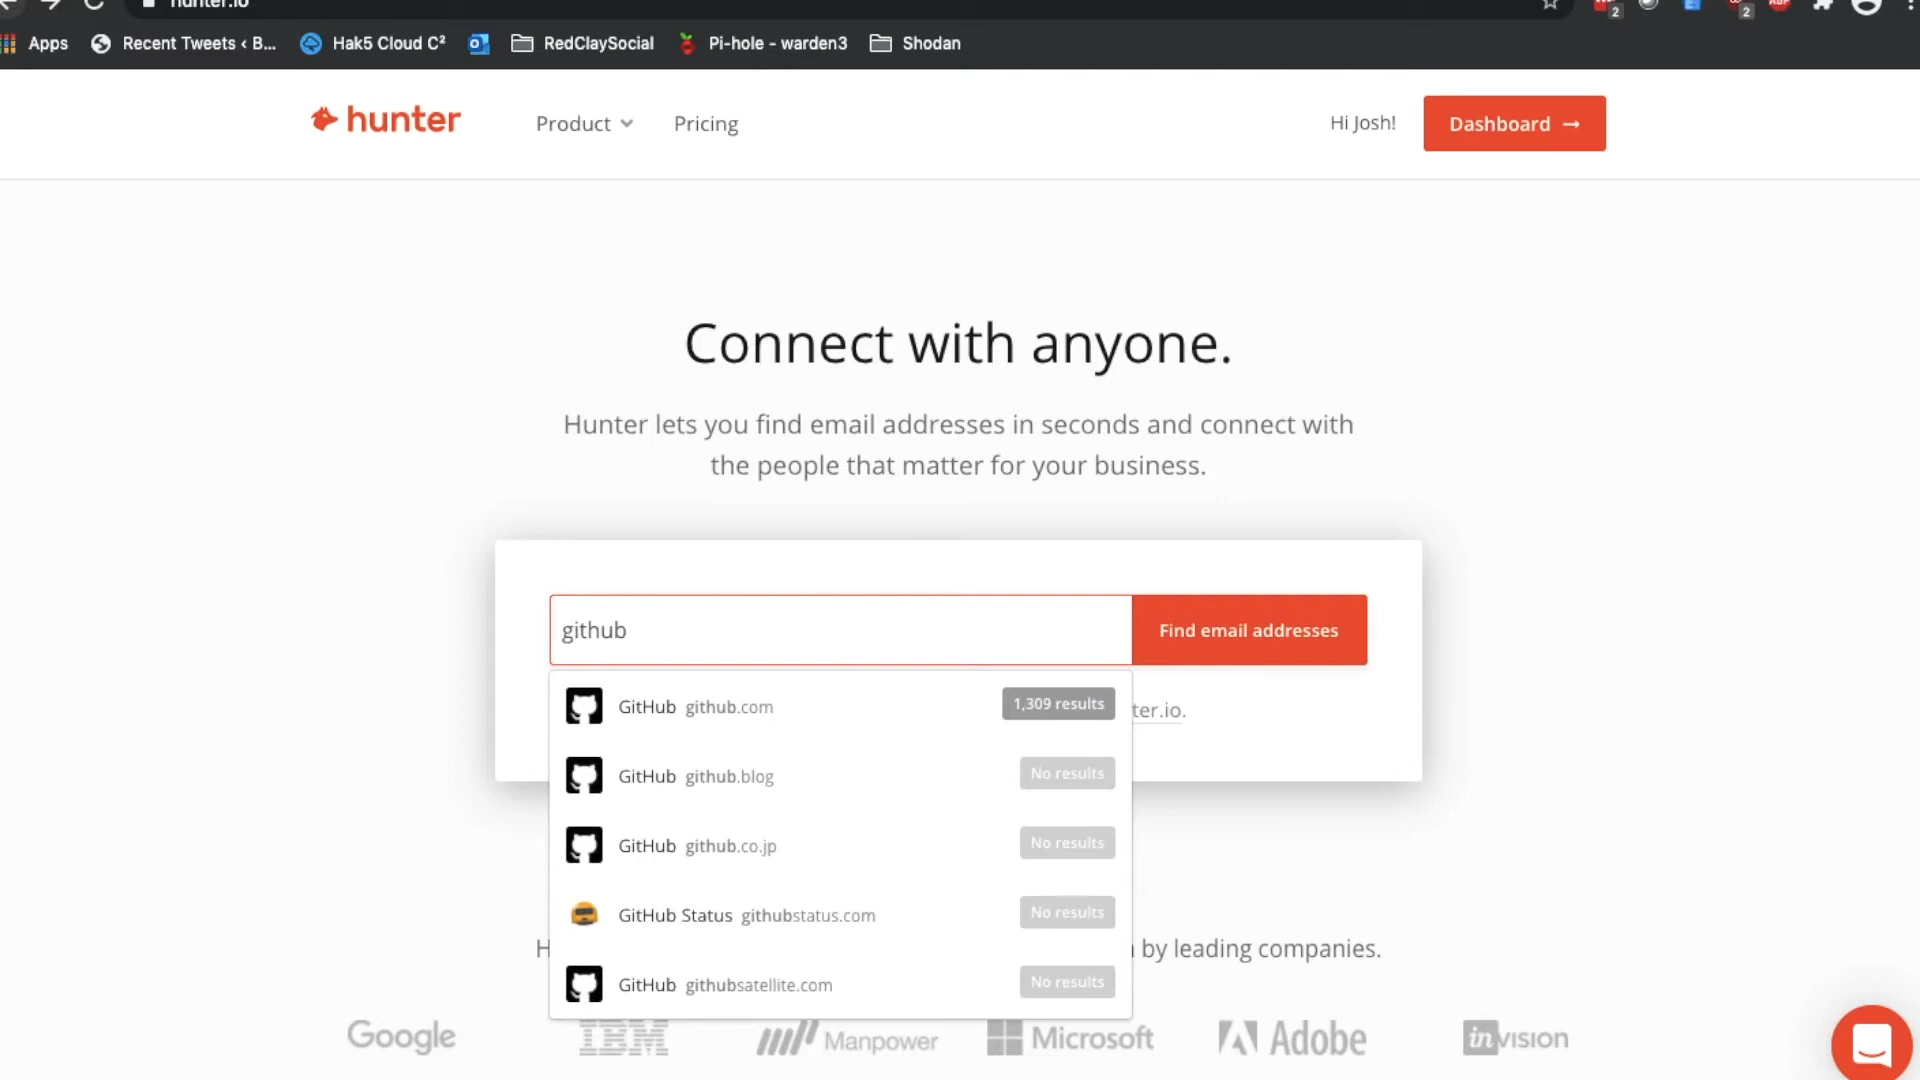 hunter.io
2
2
ABP
Apps
Recent Tweets ‹ B...
Hak5 Cloud C²
RedClaySocial
Pi-hole - warden3
Shodan
hunter
Product
Pricing
Hi Josh!
Dashboard →
Connect with anyone.
Hunter lets you find email addresses in seconds and connect with
the people that matter for your business.
github
Find email addresses
GitHub github.com 1,309 results
ter.io.
GitHub github.blog No results
GitHub github.co.jp No results
GitHub Status githubstatus.com No results
H
by leading companies.
GitHub githubsatellite.com No results
Google
IBM
Manpower
Microsoft
Adobe
invision